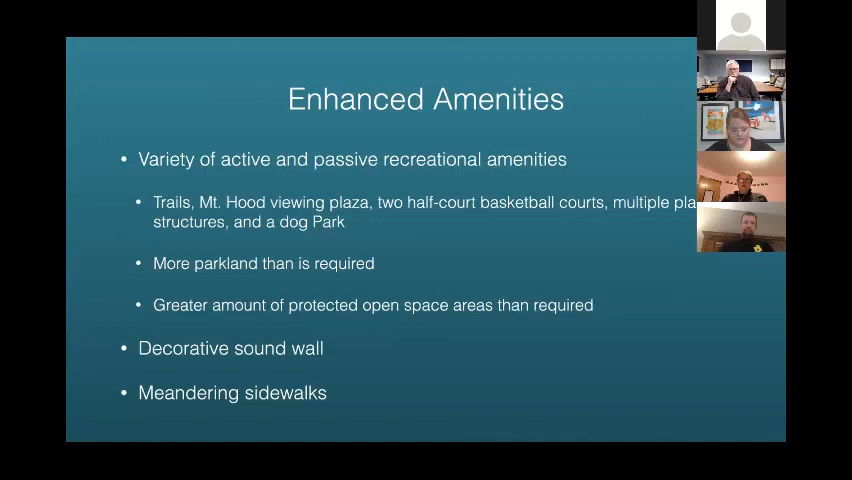 Enhanced Amenities
• Variety of active and passive recreational amenities
• Trails, Mt. Hood viewing plaza, two half-court basketball courts, multiple
structures, and a dog Park
• More parkland than is required
• Greater amount of protected open space areas than required
• Decorative sound wall
• Meandering sidewalks